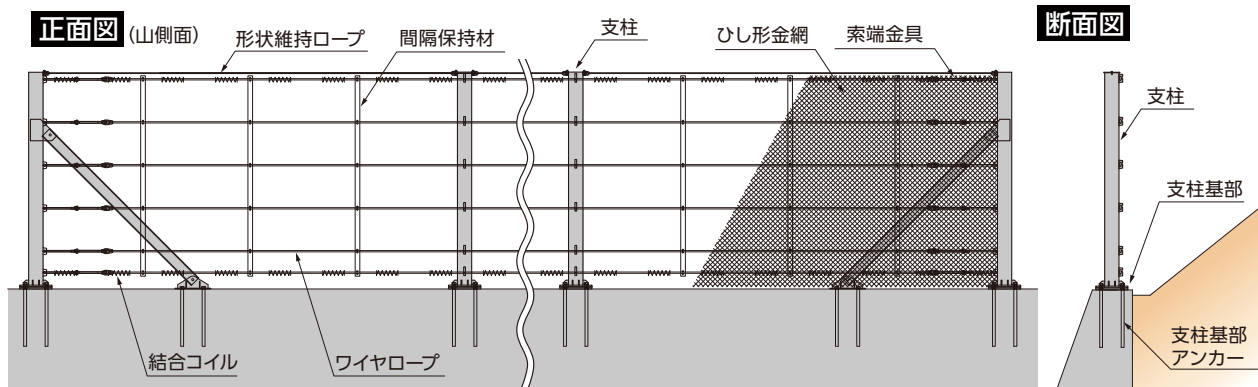 正面図 (山側面)
形状維持ロープ
間隔保持材
支柱
ひし形金網
索端金具
結合コイル
ワイヤロープ
断面図
支柱
支柱基部
支柱基部
アンカー